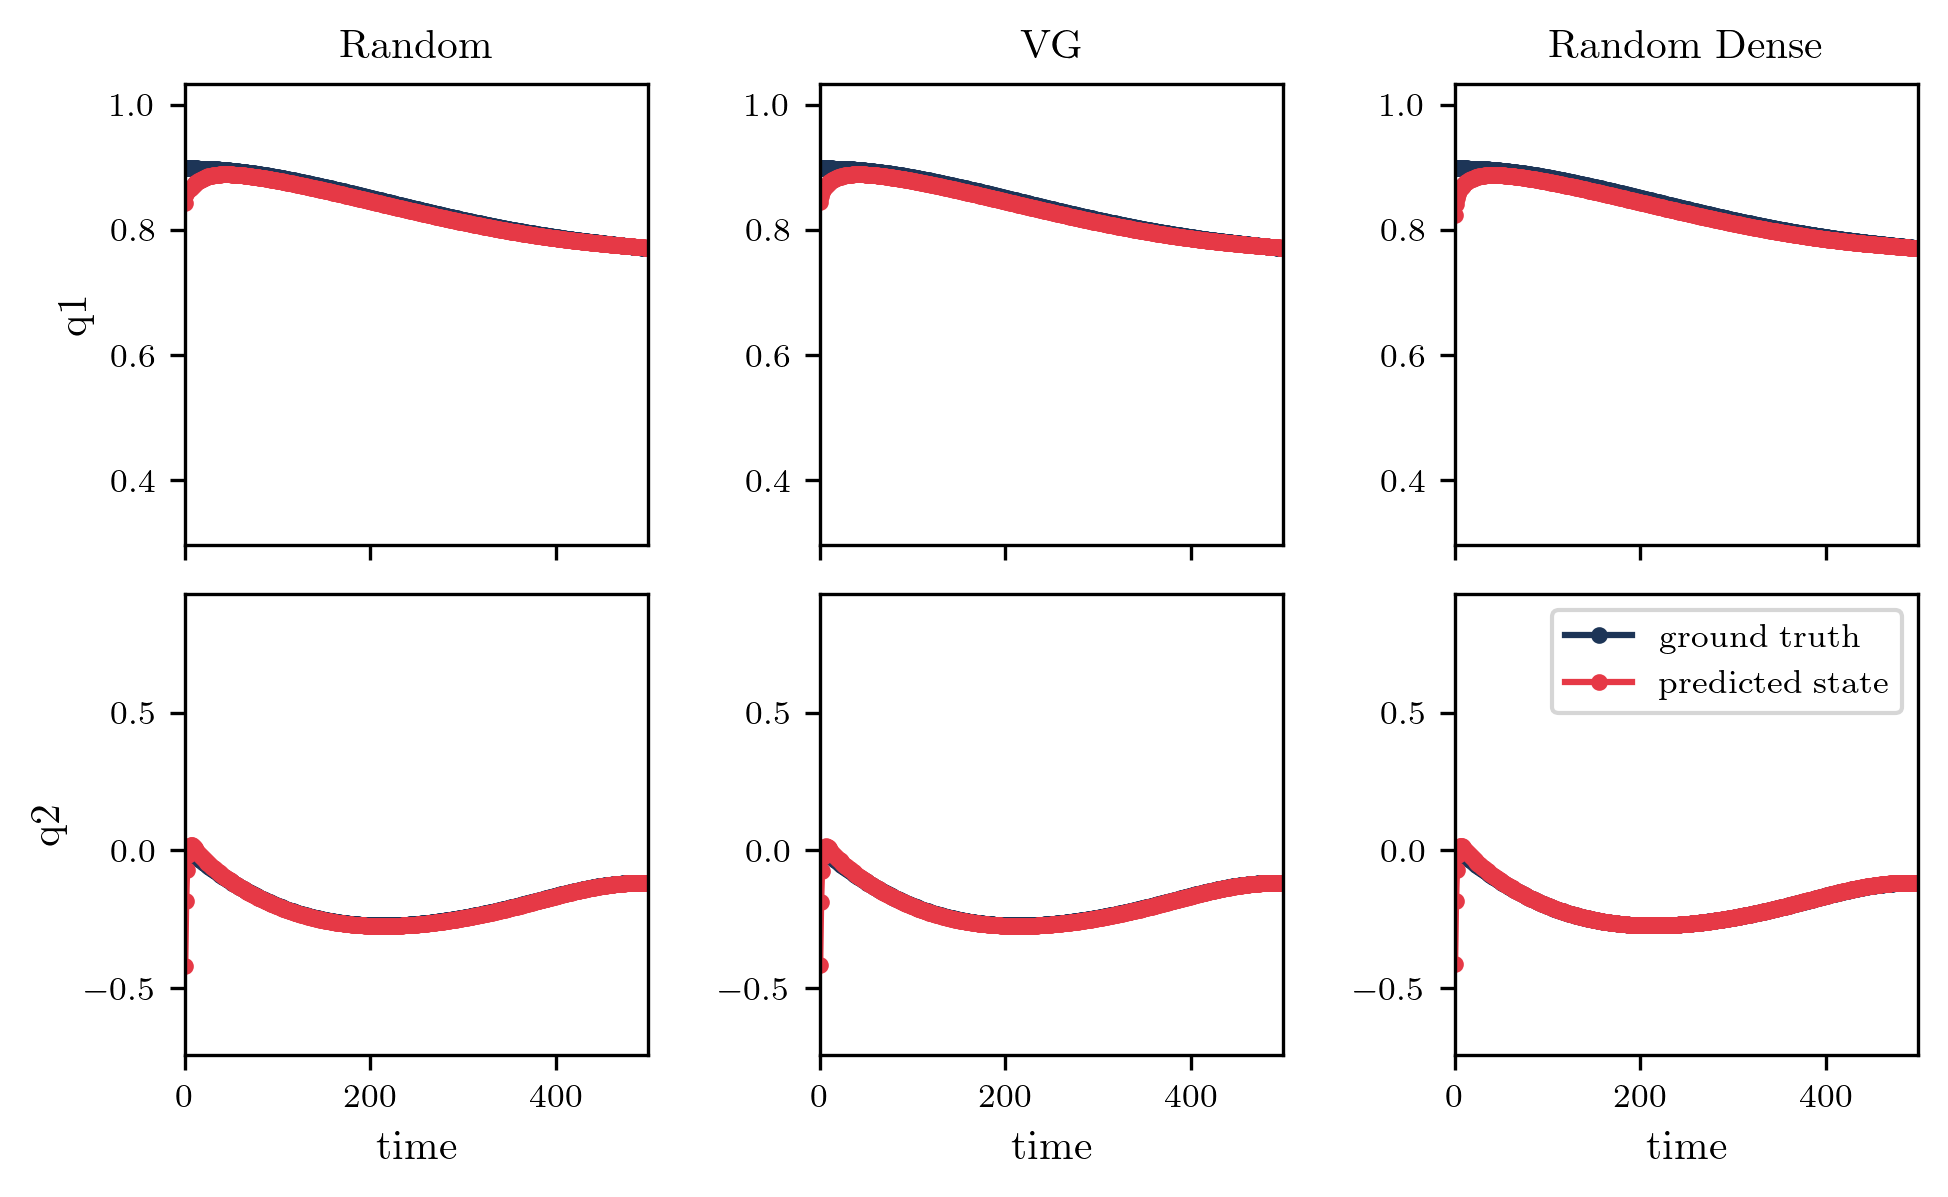 Random VG Random Dense
1.0 1.0 1.0
0.8 0.8 0.8
q1
0.6 0.6 0.6
0.4 0.4 0.4
ground truth
predicted state
0.5 0.5 0.5
q2
0.0 0.0 0.0
−0.5 −0.5 −0.5
0 200 400 0 200 400 0 200 400
time time time